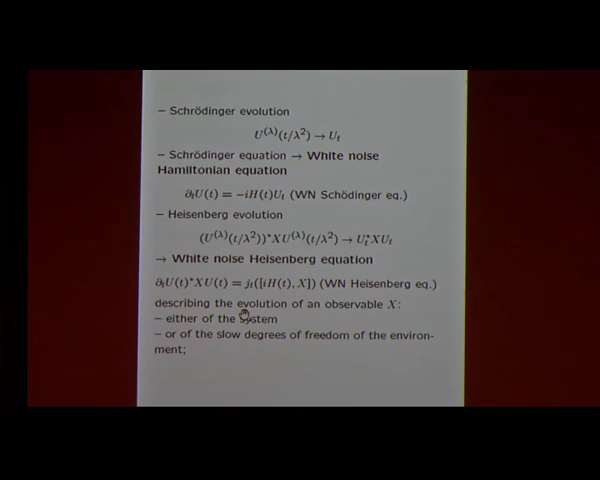 – Schrödinger evolution
U^(λ)(t/λ²) → U_t
– Schrödinger equation → White noise
Hamiltonian equation
∂_t U(t) = −iH(t)U_t (WN Schödinger eq.)
– Heisenberg evolution
(U^(λ)(t/λ²))* X U^(λ)(t/λ²) → U_t* X U_t
→ White noise Heisenberg equation
∂_t U(t)* X U(t) = j_t([iH(t), X]) (WN Heisenberg eq.)
describing the evolution of an observable X:
– either of the system
– or of the slow degrees of freedom of the environ-
ment;